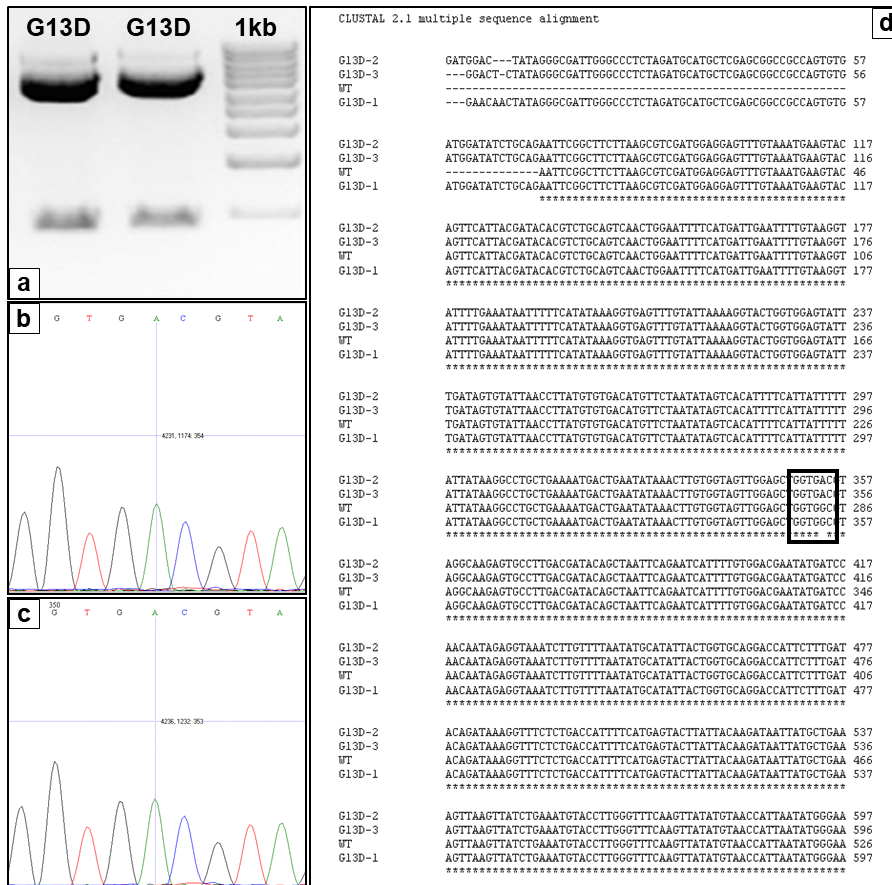 G13D G13D 1kb
a
b
G T G A C G T A
4231, 1174: 354
c
350
G T G A C G T A
4236, 1232: 353
d
CLUSTAL 2.1 multiple sequence alignment
G13D-2 GATGGAC---TATAGGGCGATTGGGCCCTCTAGATGCATGCTCGAGCGGCCGCCAGTGTG 57
G13D-3 ---GGACT-CTATAGGGCGATTGGGCCCTCTAGATGCATGCTCGAGCGGCCGCCAGTGTG 56
WT ------------------------------------------------------------
G13D-1 ---GAACAACTATAGGGCGATTGGGCCCTCTAGATGCATGCTCGAGCGGCCGCCAGTGTG 57
G13D-2 ATGGATATCTGCAGAATTCGGCTTCTTAAGCGTCGATGGAGGAGTTTGTAAATGAAGTAC 117
G13D-3 ATGGATATCTGCAGAATTCGGCTTCTTAAGCGTCGATGGAGGAGTTTGTAAATGAAGTAC 116
WT --------------AATTCGGCTTCTTAAGCGTCGATGGAGGAGTTTGTAAATGAAGTAC 46
G13D-1 ATGGATATCTGCAGAATTCGGCTTCTTAAGCGTCGATGGAGGAGTTTGTAAATGAAGTAC 117
**********************************************
G13D-2 AGTTCATTACGATACACGTCTGCAGTCAACTGGAATTTTCATGATTGAATTTTGTAAGGT 177
G13D-3 AGTTCATTACGATACACGTCTGCAGTCAACTGGAATTTTCATGATTGAATTTTGTAAGGT 176
WT AGTTCATTACGATACACGTCTGCAGTCAACTGGAATTTTCATGATTGAATTTTGTAAGGT 106
G13D-1 AGTTCATTACGATACACGTCTGCAGTCAACTGGAATTTTCATGATTGAATTTTGTAAGGT 177
************************************************************
G13D-2 ATTTTGAAATAATTTTTCATATAAAGGTGAGTTTGTATTAAAAGGTACTGGTGGAGTATT 237
G13D-3 ATTTTGAAATAATTTTTCATATAAAGGTGAGTTTGTATTAAAAGGTACTGGTGGAGTATT 236
WT ATTTTGAAATAATTTTTCATATAAAGGTGAGTTTGTATTAAAAGGTACTGGTGGAGTATT 166
G13D-1 ATTTTGAAATAATTTTTCATATAAAGGTGAGTTTGTATTAAAAGGTACTGGTGGAGTATT 237
************************************************************
G13D-2 TGATAGTGTATTAACCTTATGTGTGACATGTTCTAATATAGTCACATTTTCATTATTTTT 297
G13D-3 TGATAGTGTATTAACCTTATGTGTGACATGTTCTAATATAGTCACATTTTCATTATTTTT 296
WT TGATAGTGTATTAACCTTATGTGTGACATGTTCTAATATAGTCACATTTTCATTATTTTT 226
G13D-1 TGATAGTGTATTAACCTTATGTGTGACATGTTCTAATATAGTCACATTTTCATTATTTTT 297
************************************************************
G13D-2 ATTATAAGGCCTGCTGAAAATGACTGAATATAAACTTGTGGTAGTTGGAGCTGGTGACGT 357
G13D-3 ATTATAAGGCCTGCTGAAAATGACTGAATATAAACTTGTGGTAGTTGGAGCTGGTGACGT 356
WT ATTATAAGGCCTGCTGAAAATGACTGAATATAAACTTGTGGTAGTTGGAGCTGGTGGCGT 286
G13D-1 ATTATAAGGCCTGCTGAAAATGACTGAATATAAACTTGTGGTAGTTGGAGCTGGTGGCGT 357
******************************************************** ***
G13D-2 AGGCAAGAGTGCCTTGACGATACAGCTAATTCAGAATCATTTTGTGGACGAATATGATCC 417
G13D-3 AGGCAAGAGTGCCTTGACGATACAGCTAATTCAGAATCATTTTGTGGACGAATATGATCC 416
WT AGGCAAGAGTGCCTTGACGATACAGCTAATTCAGAATCATTTTGTGGACGAATATGATCC 346
G13D-1 AGGCAAGAGTGCCTTGACGATACAGCTAATTCAGAATCATTTTGTGGACGAATATGATCC 417
************************************************************
G13D-2 AACAATAGAGGTAAATCTTGTTTTAATATGCATATTACTGGTGCAGGACCATTCTTTGAT 477
G13D-3 AACAATAGAGGTAAATCTTGTTTTAATATGCATATTACTGGTGCAGGACCATTCTTTGAT 476
WT AACAATAGAGGTAAATCTTGTTTTAATATGCATATTACTGGTGCAGGACCATTCTTTGAT 406
G13D-1 AACAATAGAGGTAAATCTTGTTTTAATATGCATATTACTGGTGCAGGACCATTCTTTGAT 477
************************************************************
G13D-2 ACAGATAAAGGTTTCTCTGACCATTTTCATGAGTACTTATTACAAGATAATTATGCTGAA 537
G13D-3 ACAGATAAAGGTTTCTCTGACCATTTTCATGAGTACTTATTACAAGATAATTATGCTGAA 536
WT ACAGATAAAGGTTTCTCTGACCATTTTCATGAGTACTTATTACAAGATAATTATGCTGAA 466
G13D-1 ACAGATAAAGGTTTCTCTGACCATTTTCATGAGTACTTATTACAAGATAATTATGCTGAA 537
************************************************************
G13D-2 AGTTAAGTTATCTGAAATGTACCTTGGGTTTCAAGTTATATGTAACCATTAATATGGGAA 597
G13D-3 AGTTAAGTTATCTGAAATGTACCTTGGGTTTCAAGTTATATGTAACCATTAATATGGGAA 596
WT AGTTAAGTTATCTGAAATGTACCTTGGGTTTCAAGTTATATGTAACCATTAATATGGGAA 526
G13D-1 AGTTAAGTTATCTGAAATGTACCTTGGGTTTCAAGTTATATGTAACCATTAATATGGGAA 597
************************************************************